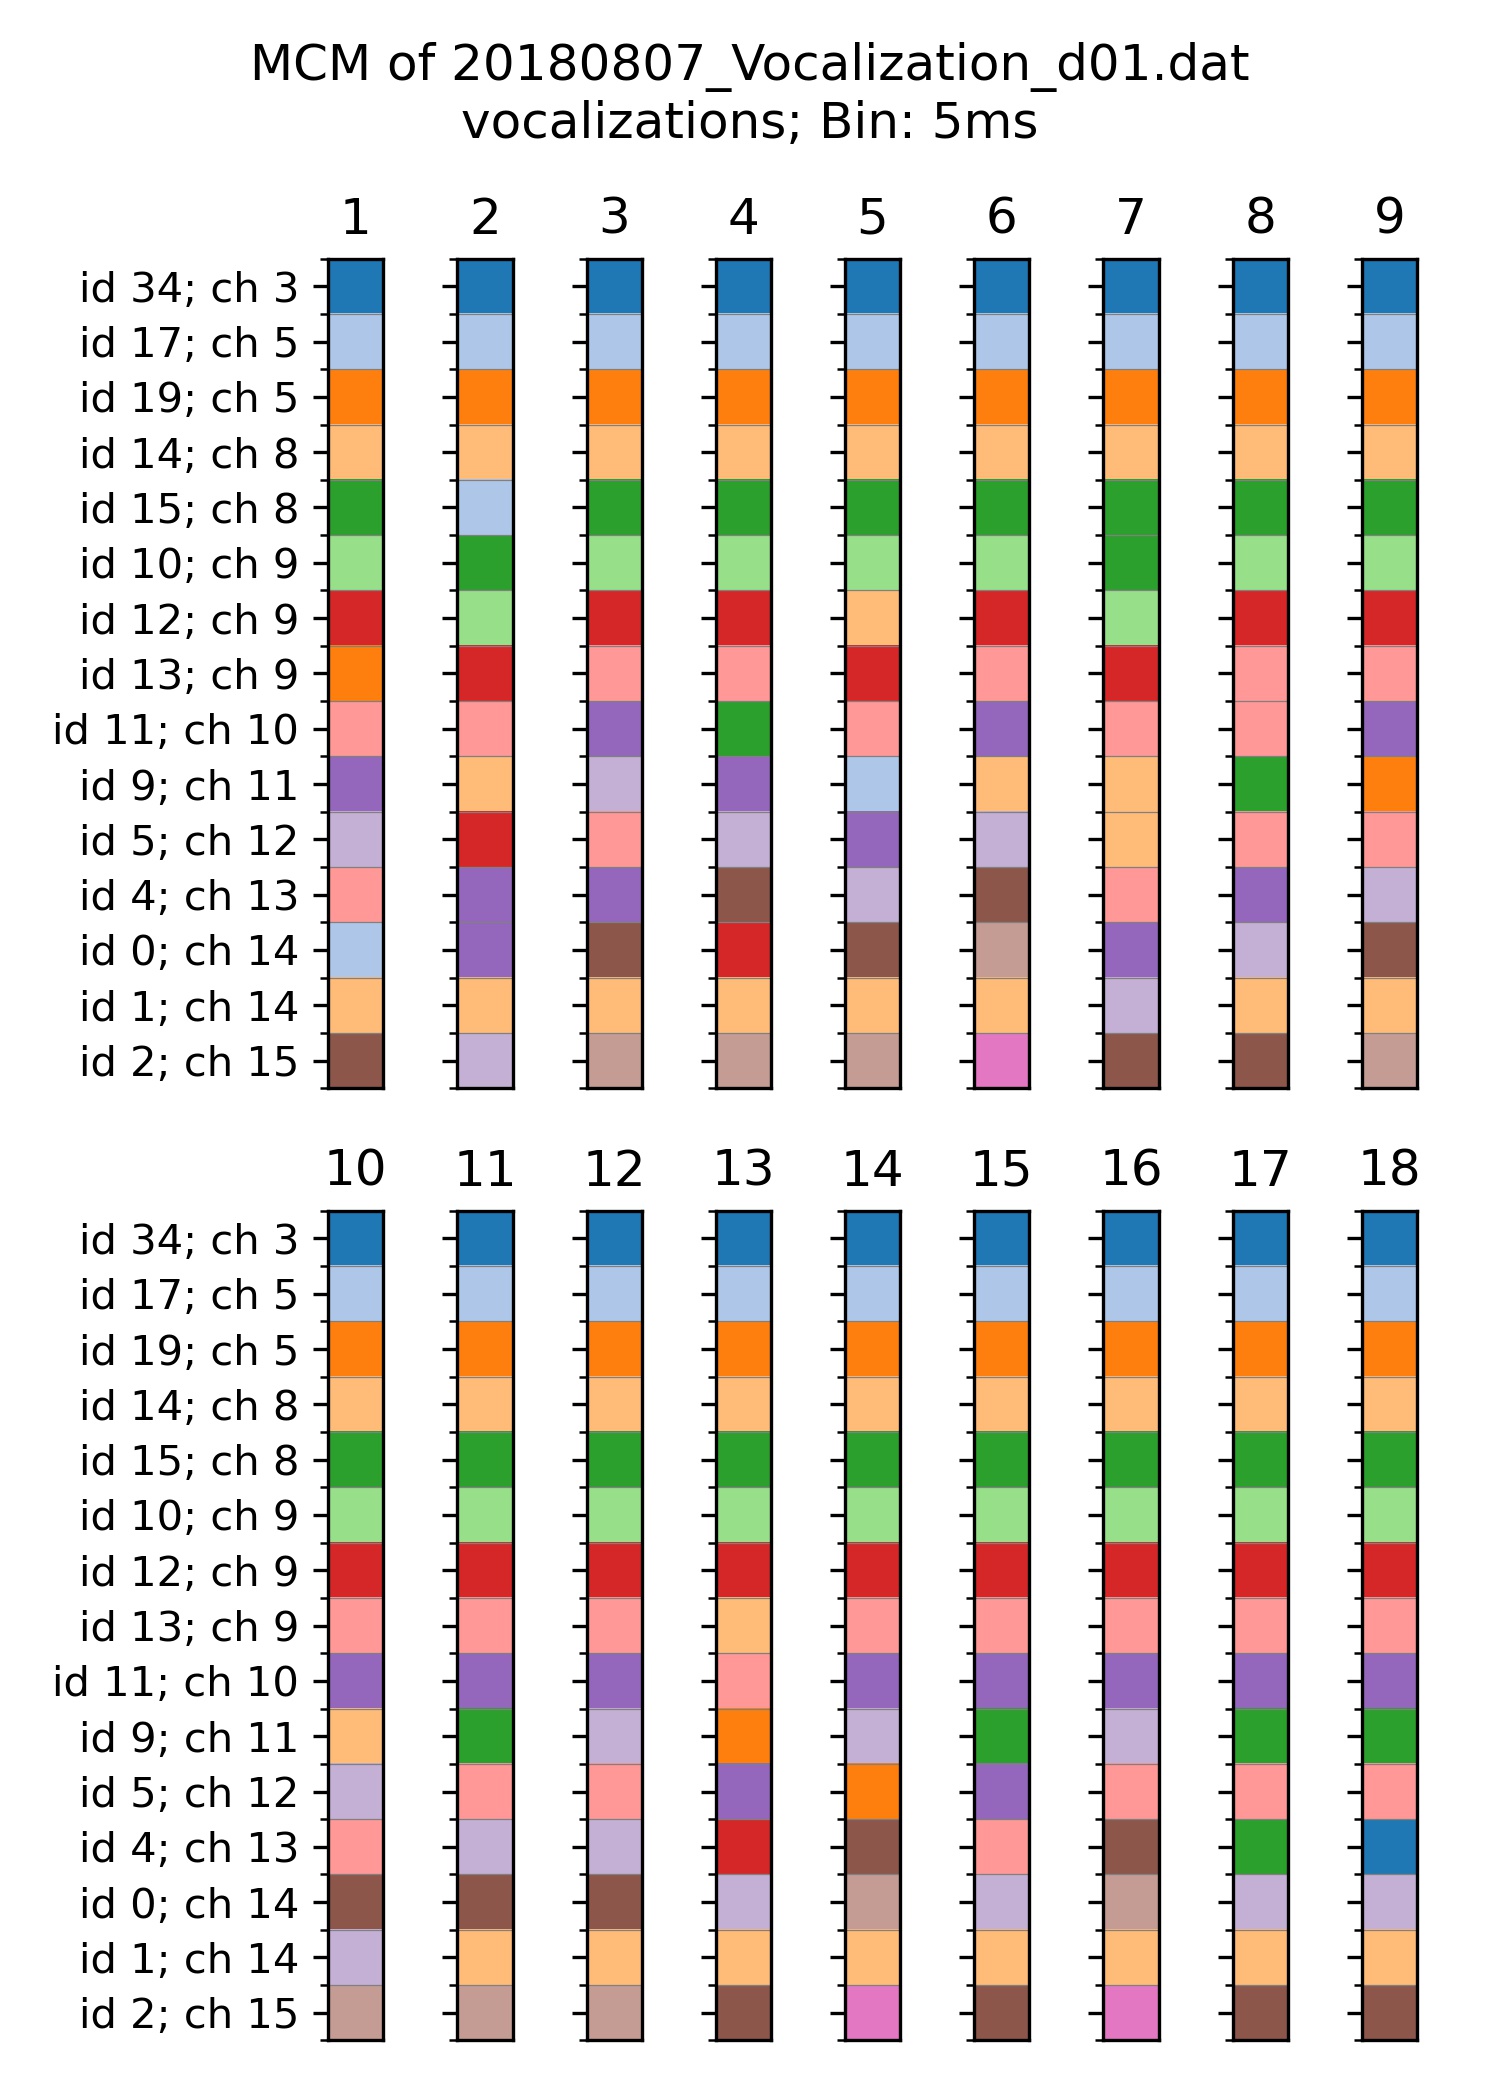 MCM of 20180807_Vocalization_d01.dat
vocalizations; Bin: 5ms
1 2 3 4 5 6 7 8 9
id 34; ch 3
id 17; ch 5
id 19; ch 5
id 14; ch 8
id 15; ch 8
id 10; ch 9
id 12; ch 9
id 13; ch 9
id 11; ch 10
id 9; ch 11
id 5; ch 12
id 4; ch 13
id 0; ch 14
id 1; ch 14
id 2; ch 15
10 11 12 13 14 15 16 17 18
id 34; ch 3
id 17; ch 5
id 19; ch 5
id 14; ch 8
id 15; ch 8
id 10; ch 9
id 12; ch 9
id 13; ch 9
id 11; ch 10
id 9; ch 11
id 5; ch 12
id 4; ch 13
id 0; ch 14
id 1; ch 14
id 2; ch 15